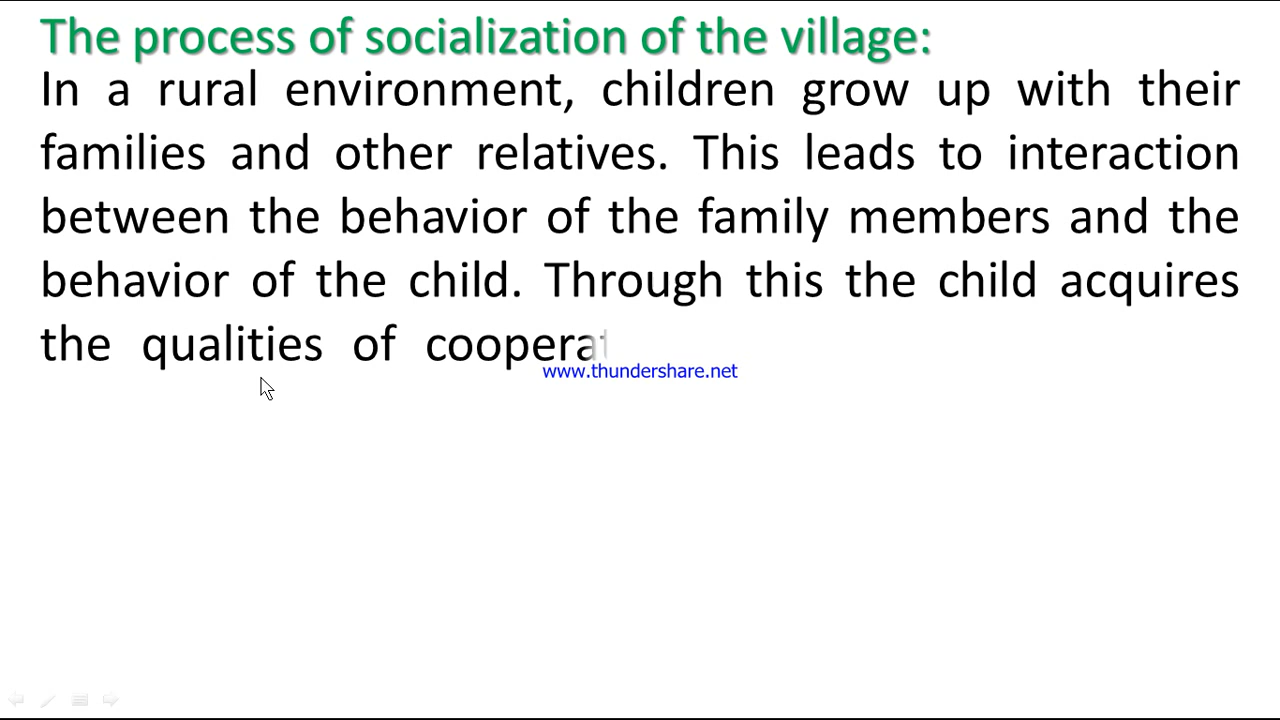 The process of socialization of the village:
In a rural environment, children grow up with their
families and other relatives. This leads to interaction
between the behavior of the family members and the
behavior of the child. Through this the child acquires
the qualities of
www.thundershare.net